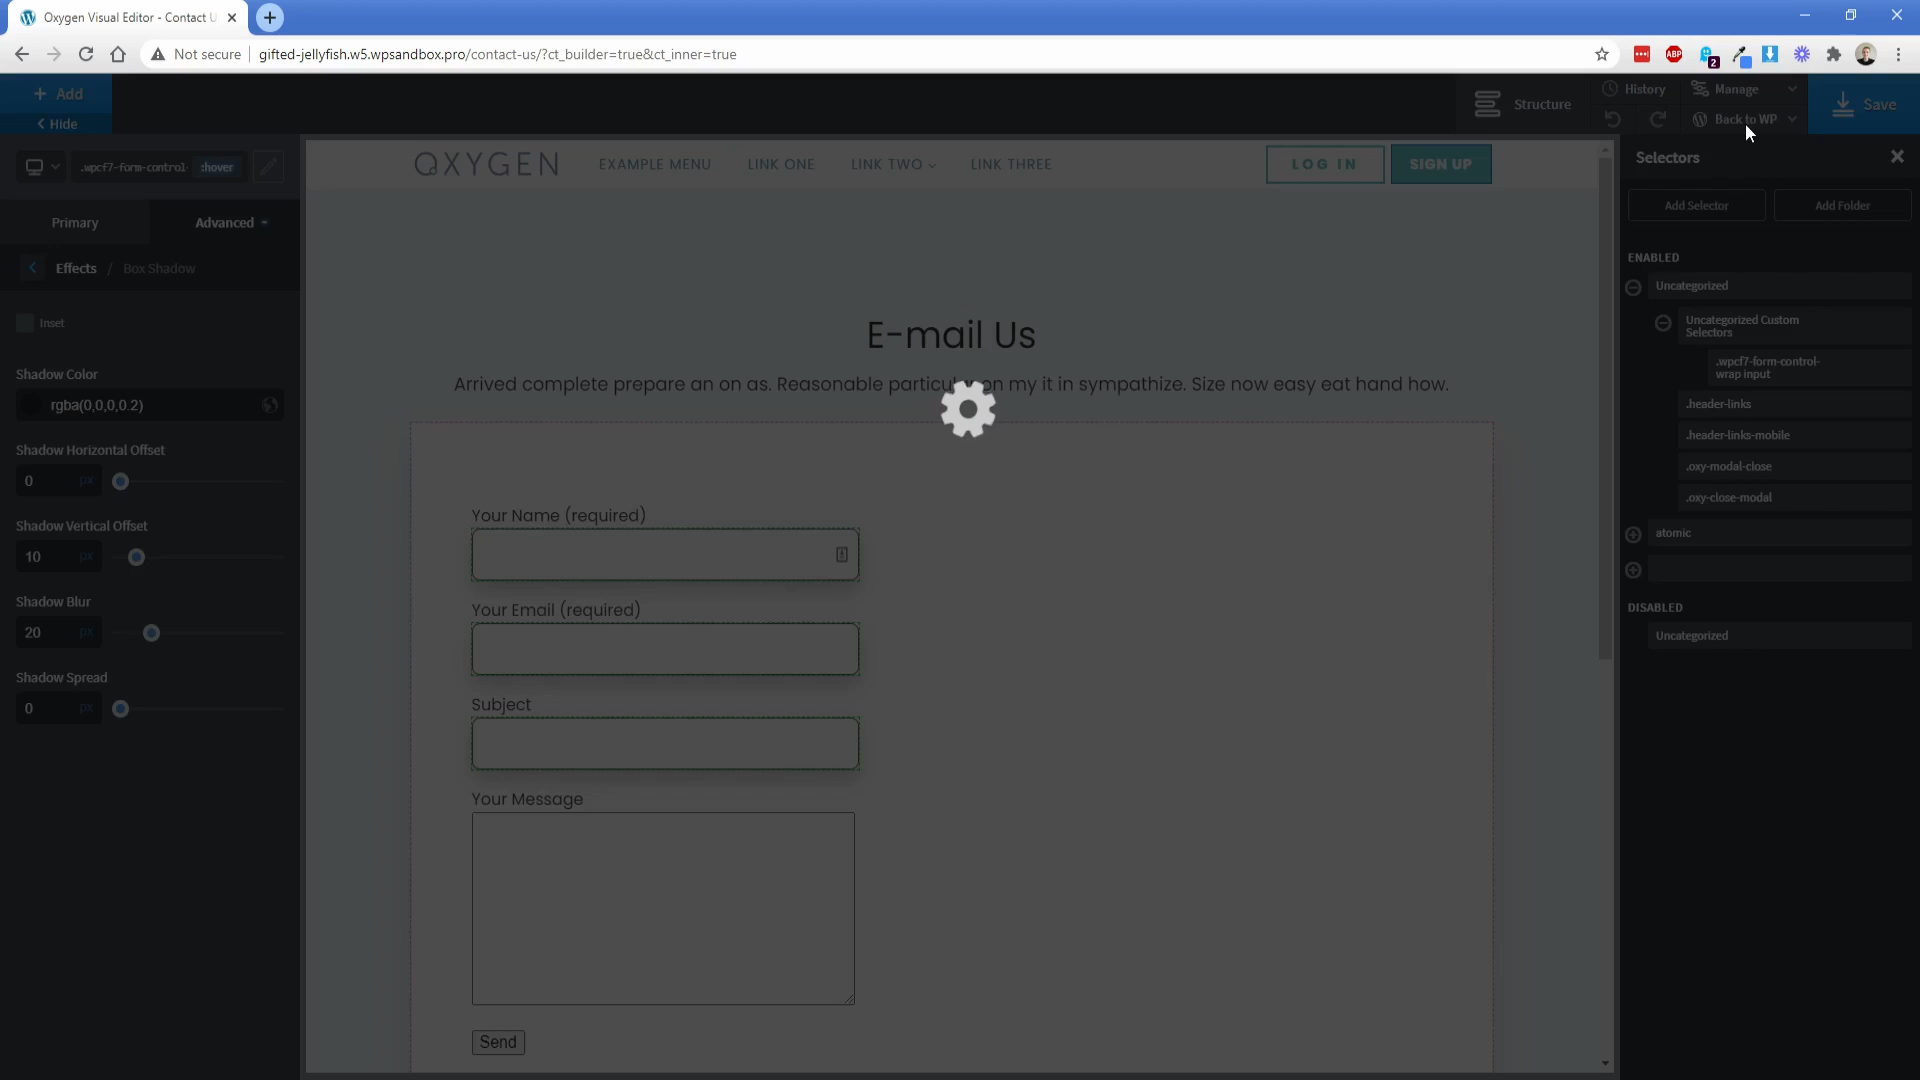 Oxygen Visual Editor - Contact U
Not secure
gifted-jellyfish.w5.wpsandbox.pro/contact-us/?ct_builder=true&ct_inner=true
ABP
2
+ Add
Hide
Structure
History
Manage
Back to WP
Save
.wpcf7-form-control-
:hover
Primary
Advanced
Effects / Box Shadow
Inset
Shadow Color
rgba(0,0,0,0.2)
Shadow Horizontal Offset
0 px
Shadow Vertical Offset
10 px
Shadow Blur
20 px
Shadow Spread
0 px
OXYGEN
EXAMPLE MENU
LINK ONE
LINK TWO
LINK THREE
LOG IN
SIGN UP
E-mail Us
Arrived complete prepare an on as. Reasonable particular on my it in sympathize. Size now easy eat hand how.
Your Name (required)
Your Email (required)
Subject
Your Message
Send
Selectors
Add Selector
Add Folder
ENABLED
Uncategorized
Uncategorized Custom
Selectors
.wpcf7-form-control-
wrap input
.header-links
.header-links-mobile
.oxy-modal-close
.oxy-close-modal
atomic
DISABLED
Uncategorized